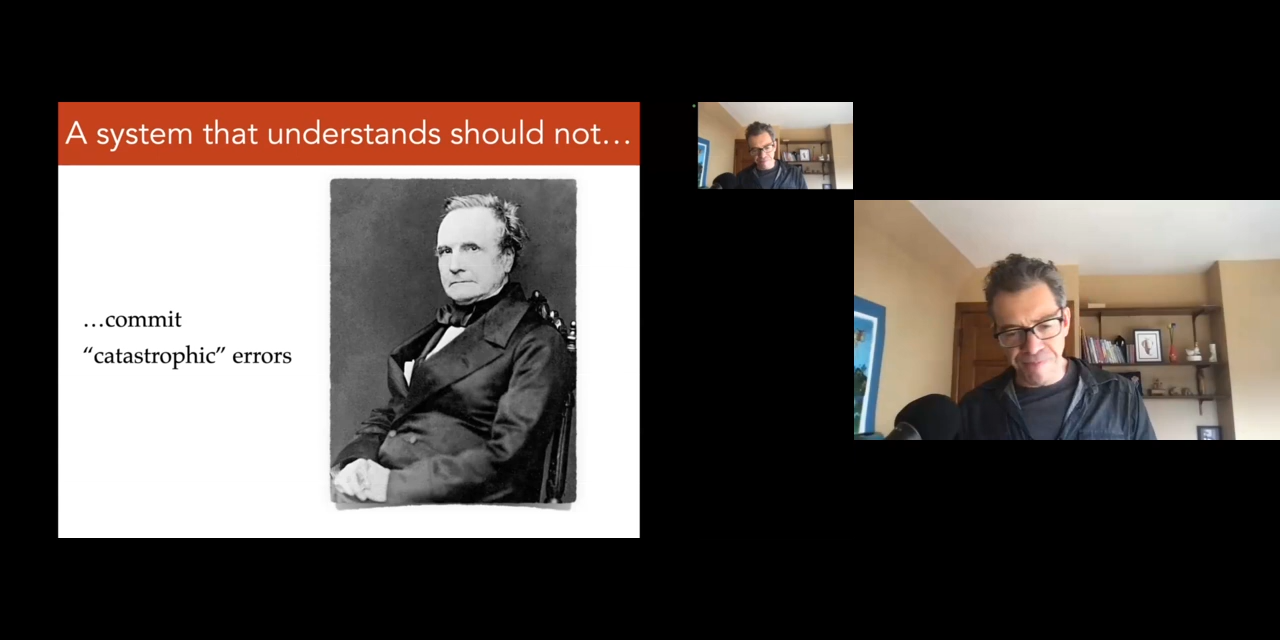 A system that understands should not…
…commit
“catastrophic” errors